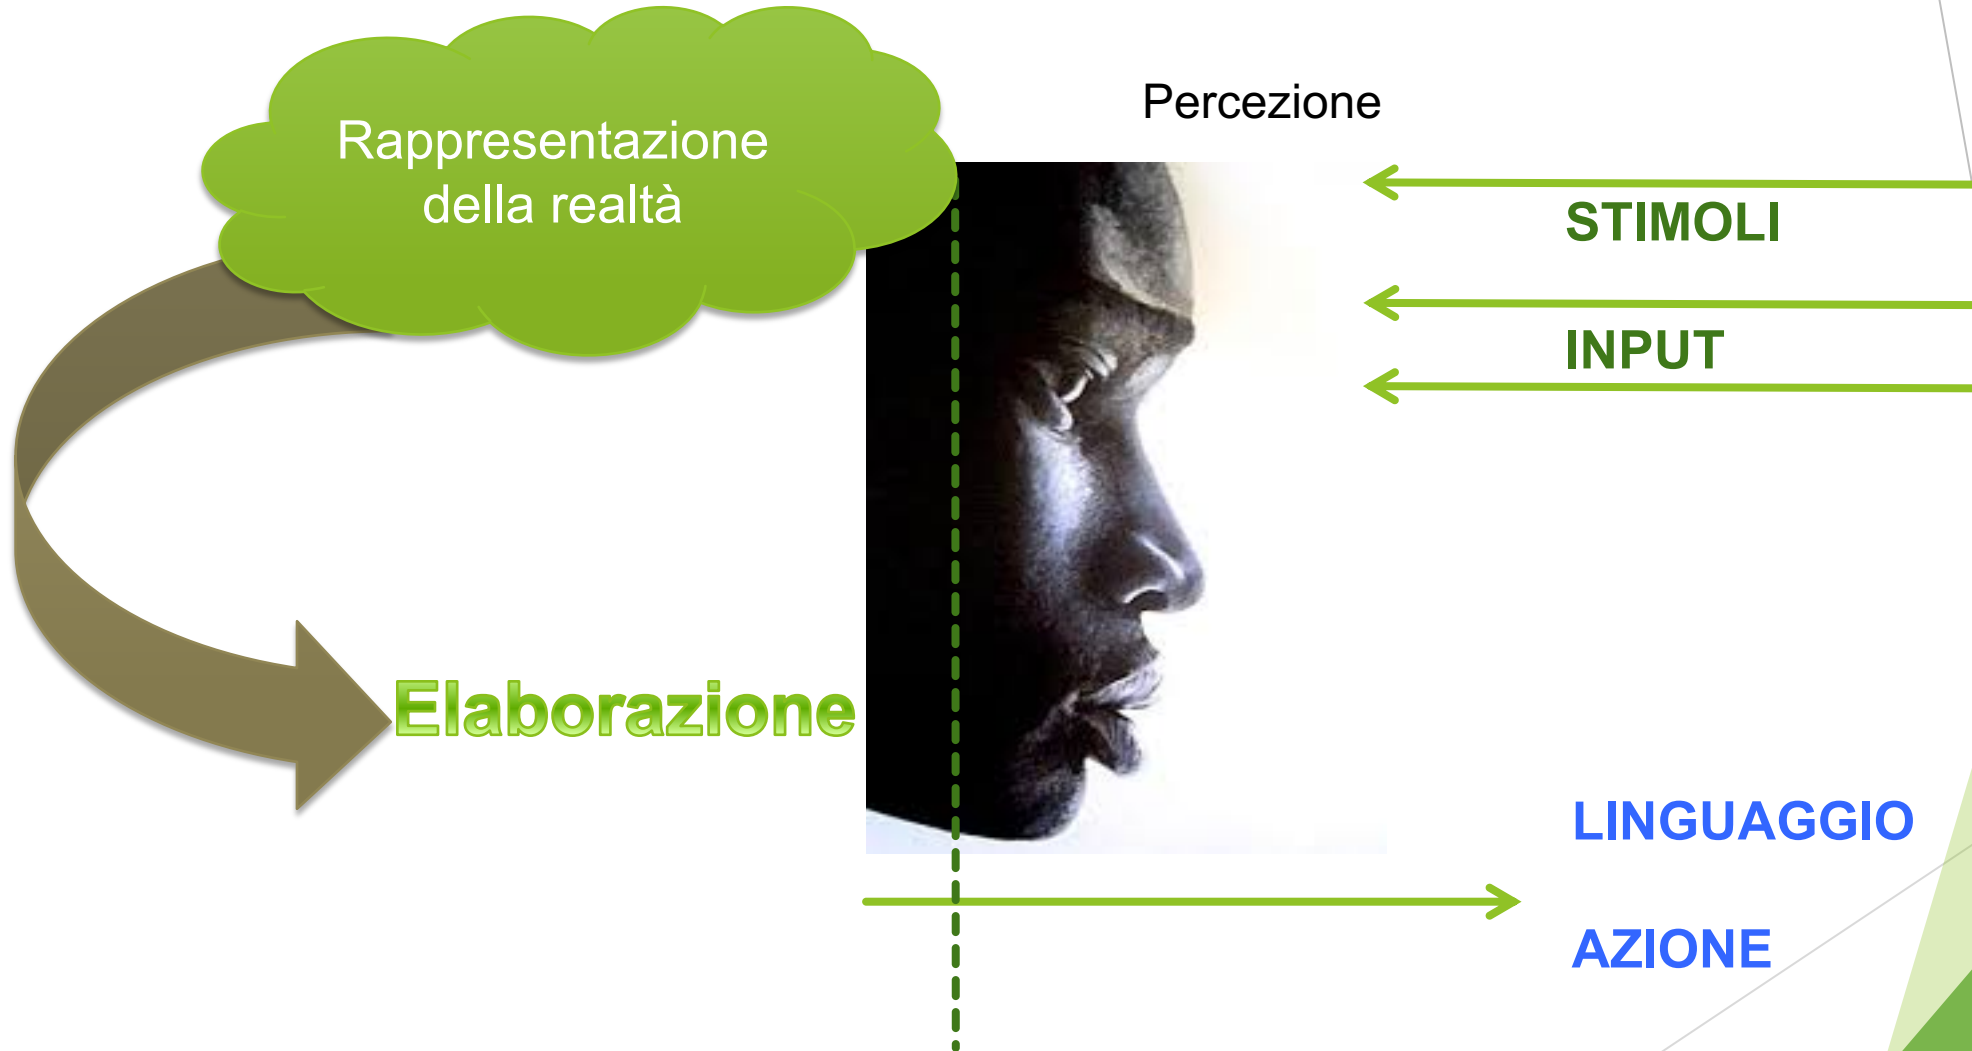 Percezione
Rappresentazione
della realtà
STIMOLI
INPUT
Elaborazione
LINGUAGGIO
AZIONE